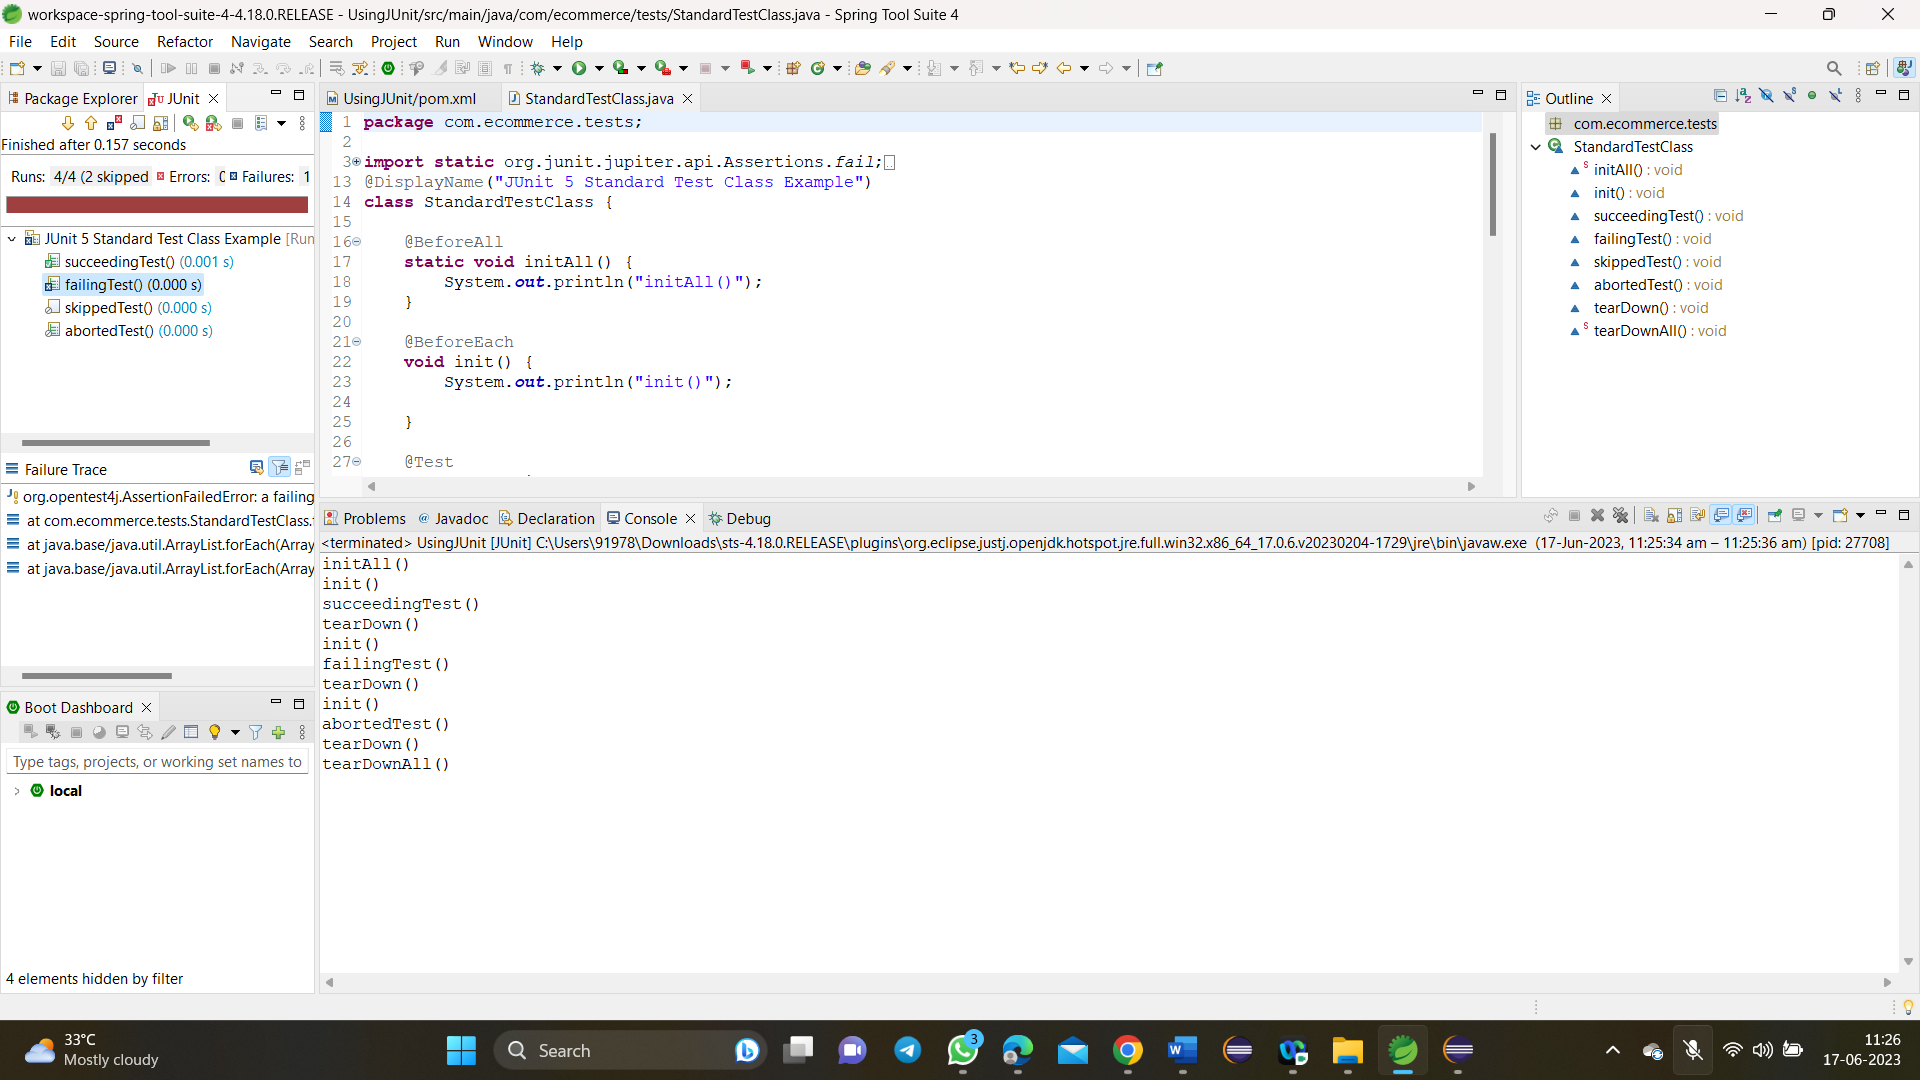 workspace-spring-tool-suite-4-4.18.0.RELEASE - UsingJUnit/src/main/java/com/ecommerce/tests/StandardTestClass.java - Spring Tool Suite 4
File Edit Source Refactor Navigate Search Project Run Window Help
Package Explorer JUnit
Finished after 0.157 seconds
Runs: 4/4 (2 skipped Errors: Failures: 1
JUnit 5 Standard Test Class Example [Run
succeedingTest() (0.001 s)
failingTest() (0.000 s)
skippedTest() (0.000 s)
abortedTest() (0.000 s)
Failure Trace
org.opentest4j.AssertionFailedError: a failing
at com.ecommerce.tests.StandardTestClass.
at java.base/java.util.ArrayList.forEach(Array
at java.base/java.util.ArrayList.forEach(Array
Boot Dashboard
Type tags, projects, or working set names to
local
4 elements hidden by filter
UsingJUnit/pom.xml StandardTestClass.java
1 package com.ecommerce.tests;
2
3 import static org.junit.jupiter.api.Assertions.fail;
13 @DisplayName("JUnit 5 Standard Test Class Example")
14 class StandardTestClass {
15
16 @BeforeAll
17 static void initAll() {
18 System.out.println("initAll()");
19 }
20
21 @BeforeEach
22 void init() {
23 System.out.println("init()");
24
25 }
26
27 @Test
Outline
com.ecommerce.tests
StandardTestClass
initAll() : void
init() : void
succeedingTest() : void
failingTest() : void
skippedTest() : void
abortedTest() : void
tearDown() : void
tearDownAll() : void
Problems Javadoc Declaration Console Debug
<terminated> UsingJUnit [JUnit] C:\Users\91978\Downloads\sts-4.18.0.RELEASE\plugins\org.eclipse.justj.openjdk.hotspot.jre.full.win32.x86_64_17.0.6.v20230204-1729\jre\bin\javaw.exe (17-Jun-2023, 11:25:34 am – 11:25:36 am) [pid: 27708]
initAll()
init()
succeedingTest()
tearDown()
init()
failingTest()
tearDown()
init()
abortedTest()
tearDown()
tearDownAll()
33°C
Mostly cloudy
Search
3
11:26
17-06-2023